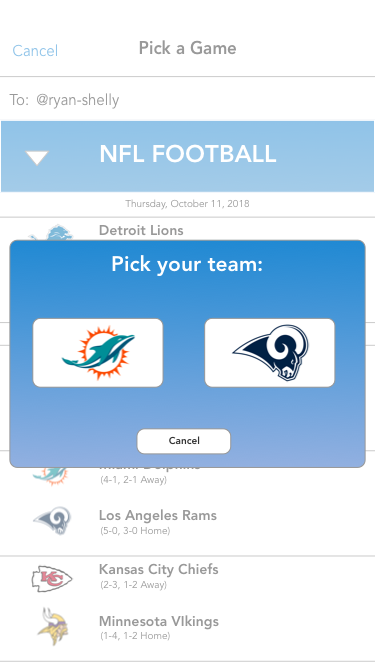 Cancel
Pick a Game
To: @ryan-shelly
NFL FOOTBALL
Thursday, October 11, 2018
Detroit Lions
Pick your team:
Cancel
Miami Dolphins
(4-1, 2-1 Away)
Los Angeles Rams
(5-0, 3-0 Home)
Kansas City Chiefs
(2-3, 1-2 Away)
Minnesota VIkings
(1-4, 1-2 Home)